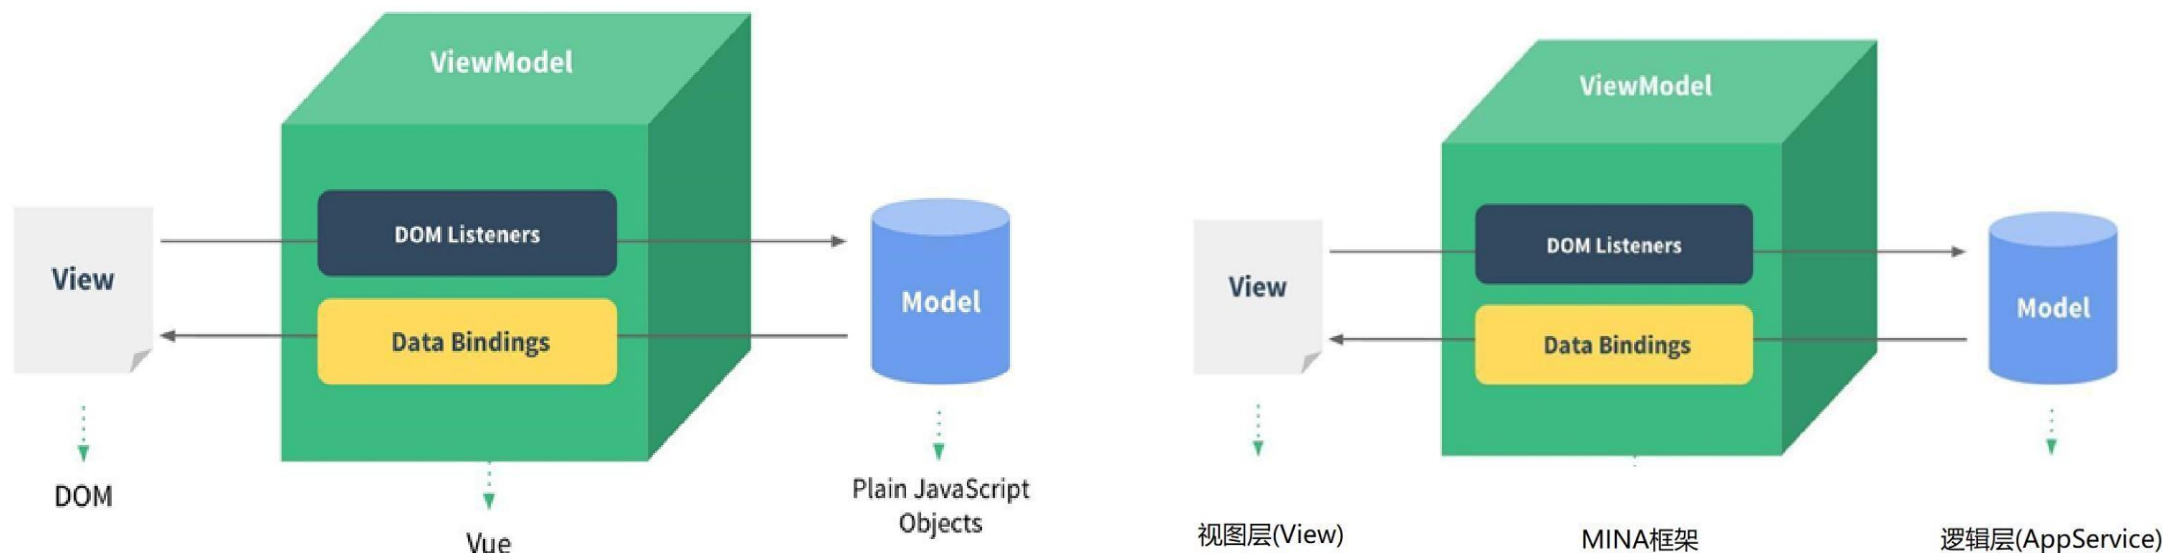 ViewModel
DOM Listeners
View
Data Bindings
Model
DOM
Vue
Plain JavaScript
Objects
ViewModel
DOM Listeners
View
Data Bindings
Model
视图层(View)
MINA框架
逻辑层(AppService)